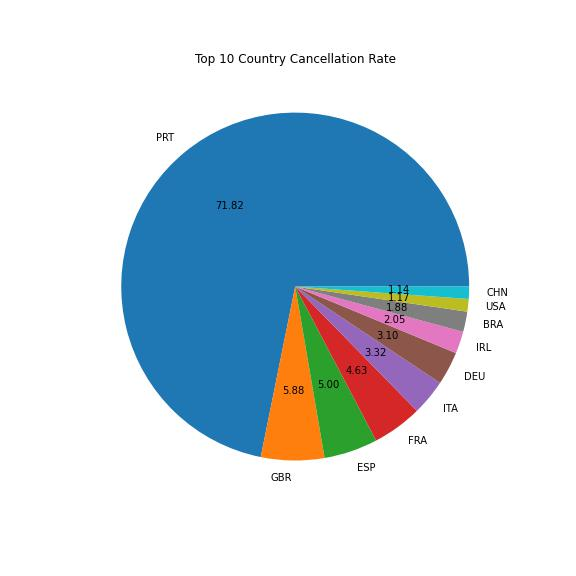 Top 10 Country Cancellation Rate
PRT
71.82
1.14
CHN
1.17
USA
1.88
BRA
2.05
IRL
3.10
DEU
3.32
ITA
4.63
FRA
5.00
ESP
5.88
GBR